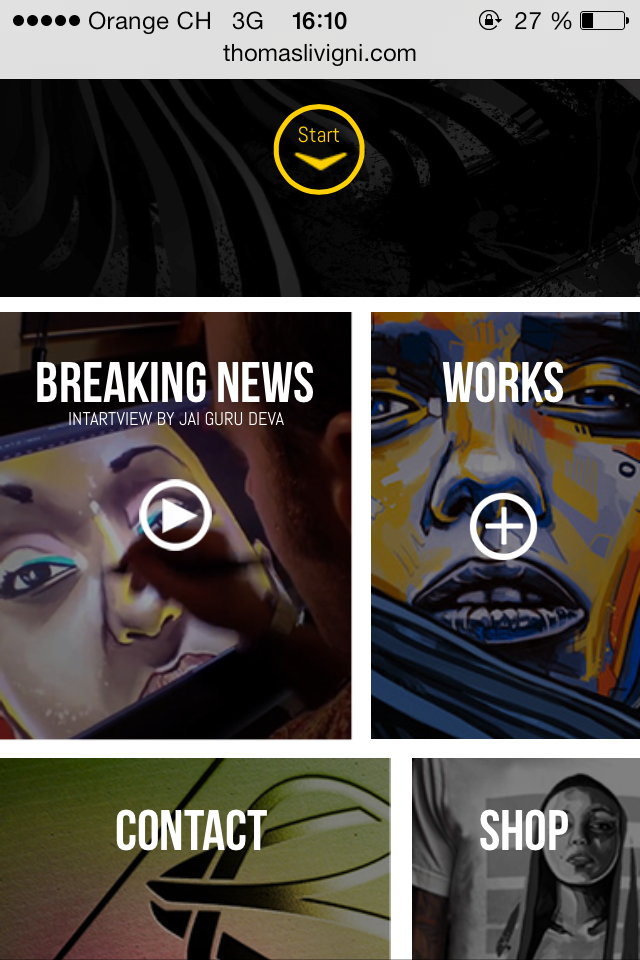 Orange CH 3G 16:10 27 %
thomaslivigni.com
Start
BREAKING NEWS
INTARTVIEW BY JAI GURU DEVA
WORKS
CONTACT
SHOP